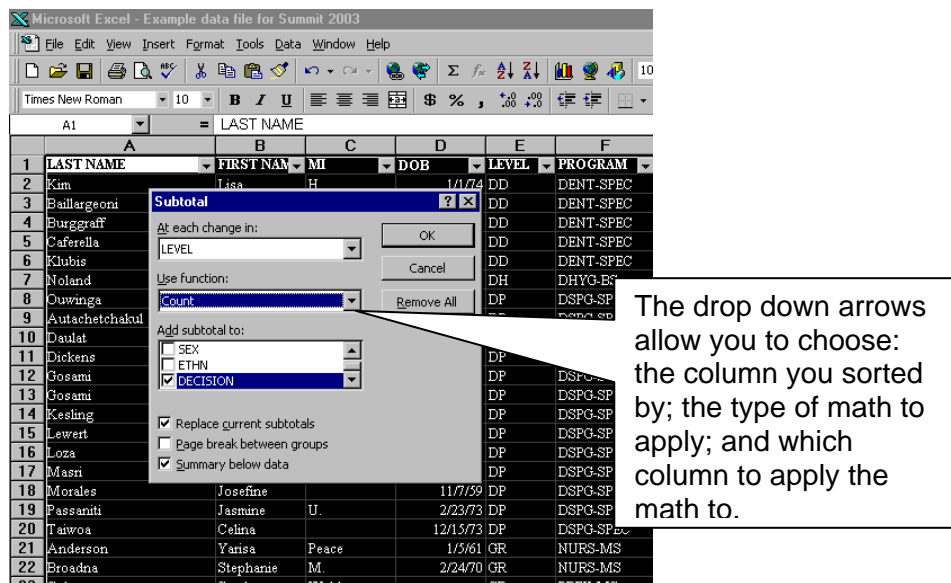 Microsoft Excel - Example data file for Summit 2003
File Edit View Insert Format Tools Data Window Help
Times New Roman 10 B I U $ % ,
A1 = LAST NAME
A B C D E F
1 LAST NAME FIRST NAM MI DOB LEVEL PROGRAM
2 Kim Lisa H 1/1/74 DD DENT-SPEC
3 Baillargeoni DD DENT-SPEC
4 Burggraff DD DENT-SPEC
5 Caferella DD DENT-SPEC
6 Klubis DD DENT-SPEC
7 Noland DH DHYG-BS
8 Ouwinga DP DSPG-SP
9 Autachetchakul
10 Daulat
11 Dickens DP
12 Gosami DP
13 Gosami DP DSPG-SP
14 Kesling DP DSPG-SP
15 Lewert DP DSPG-SP
16 Loza DP DSPG-SP
17 Masri DP DSPG-SP
18 Morales Josefine 11/7/59 DP DSPG-SP
19 Passaniti Jasmine U. 2/23/73 DP DSPG-SP
20 Taiwoa Celina 12/15/73 DP DSPG-SPEC
21 Anderson Yarisa Peace 1/5/61 GR NURS-MS
22 Broadna Stephanie M. 2/24/70 GR NURS-MS
Subtotal
At each change in:
LEVEL
OK
Cancel
Use function:
Count
Remove All
Add subtotal to:
SEX
ETHN
DECISION
Replace current subtotals
Page break between groups
Summary below data
The drop down arrows
allow you to choose:
the column you sorted
by; the type of math to
apply; and which
column to apply the
math to.